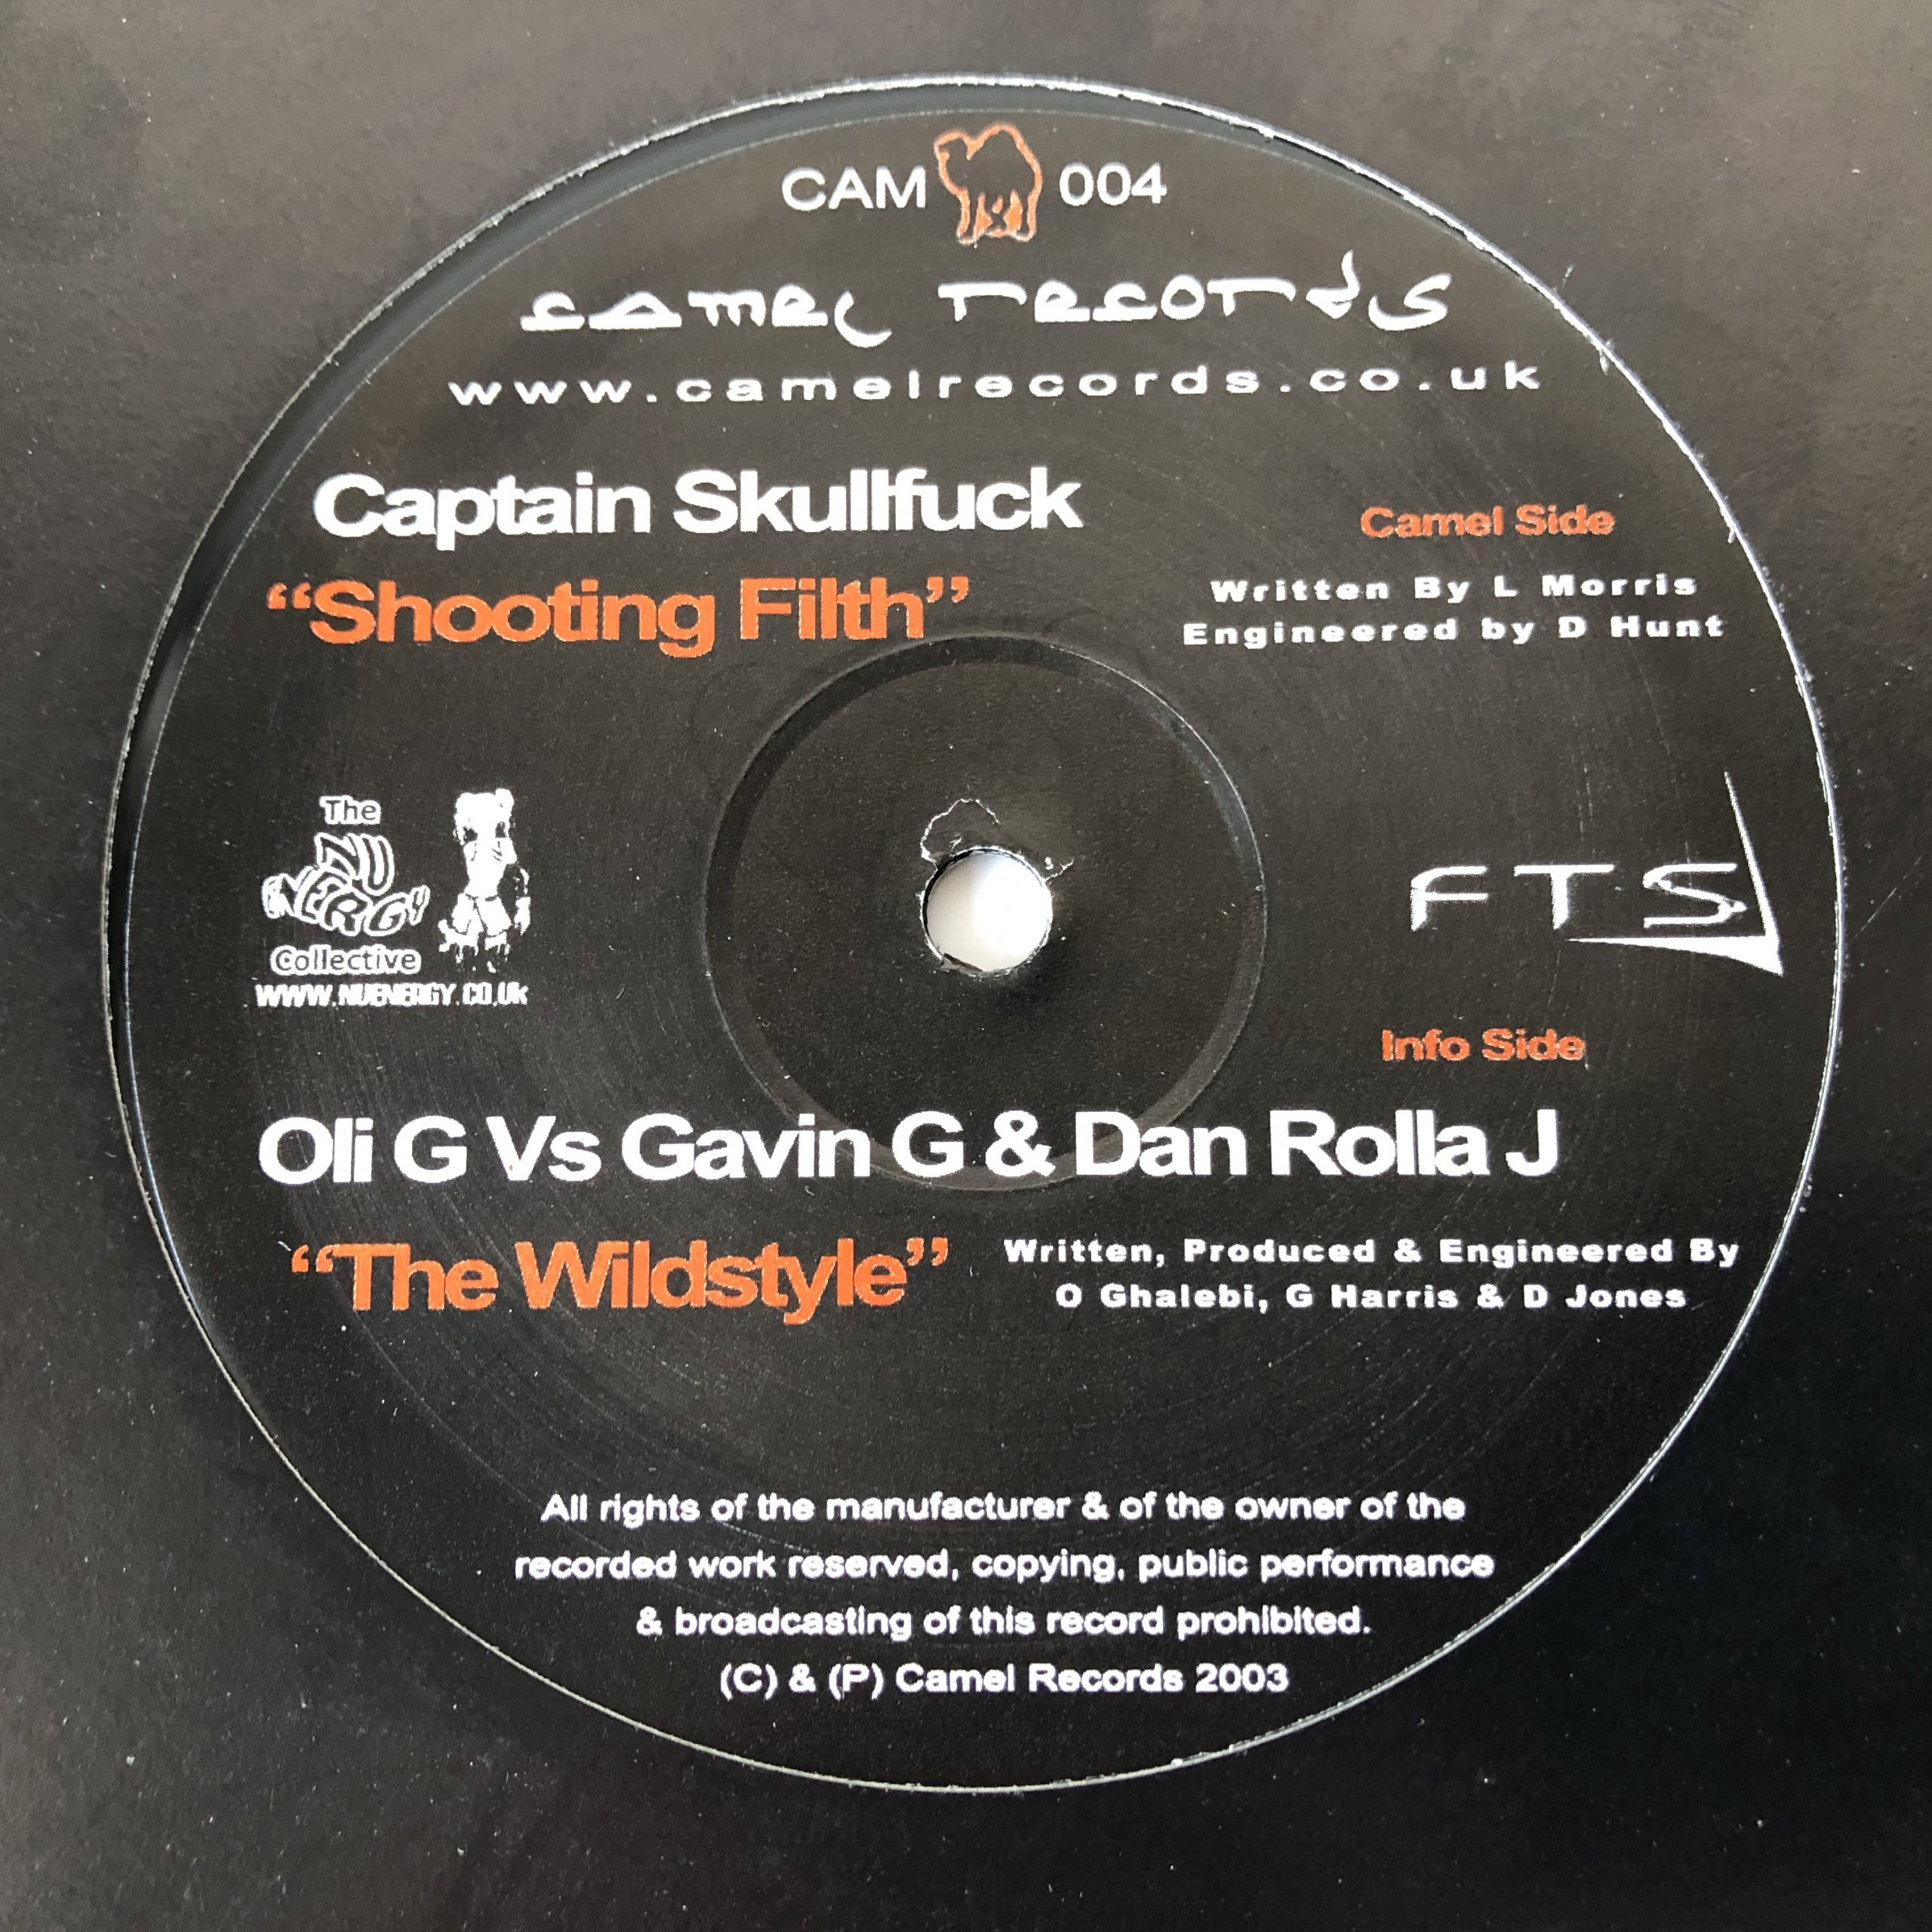 CAM 004
camel records
www.camelrecords.co.uk
Captain Skullfuck
Camel Side
"Shooting Filth"
Written By L Morris
Engineered by D Hunt
The
NU
ENERGY
Collective
WWW.NUENERGY.CO.UK
FTS
Info Side
Oli G Vs Gavin G & Dan Rolla J
"The Wildstyle"
Written, Produced & Engineered By
O Ghalebi, G Harris & D Jones
All rights of the manufacturer & of the owner of the
recorded work reserved, copying, public performance
& broadcasting of this record prohibited.
(C) & (P) Camel Records 2003